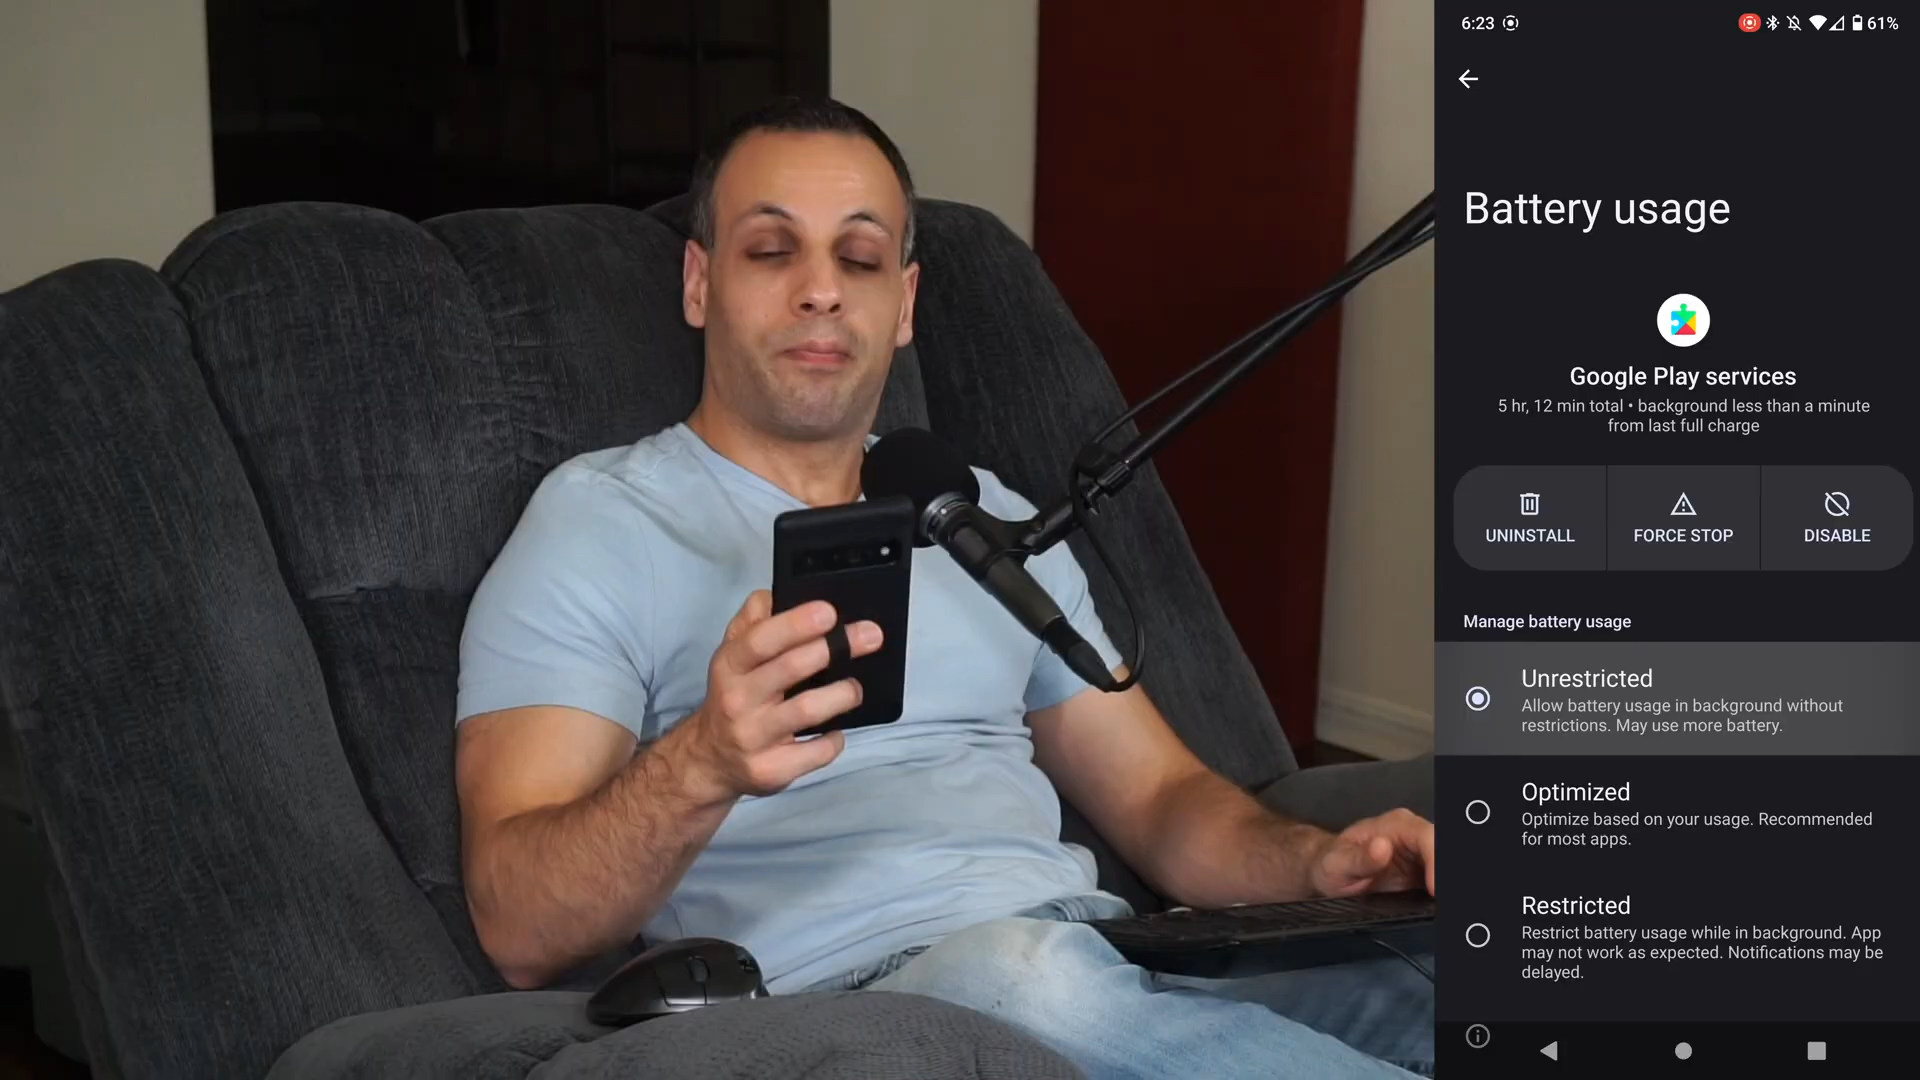 6:23
61%
Battery usage
Google Play services
5 hr, 12 min total • background less than a minute
from last full charge
UNINSTALL
FORCE STOP
DISABLE
Manage battery usage
Unrestricted
Allow battery usage in background without
restrictions. May use more battery.
Optimized
Optimize based on your usage. Recommended
for most apps.
Restricted
Restrict battery usage while in background. App
may not work as expected. Notifications may be
delayed.